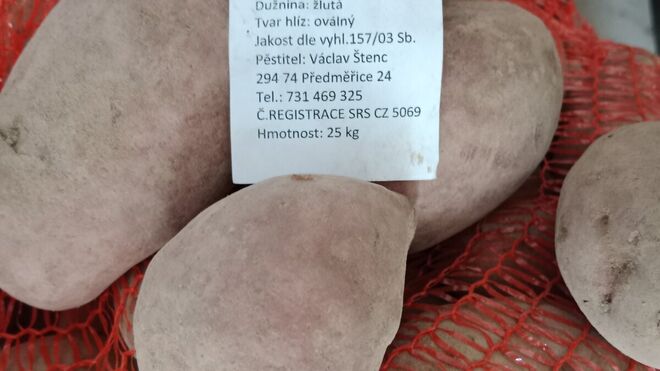 Dužnina: žlutá
Tvar hlíz: oválný
Jakost dle vyhl.157/03 Sb.
Pěstitel: Václav Štenc
294 74 Předměřice 24
Tel.: 731 469 325
Č.REGISTRACE SRS CZ 5069
Hmotnost: 25 kg